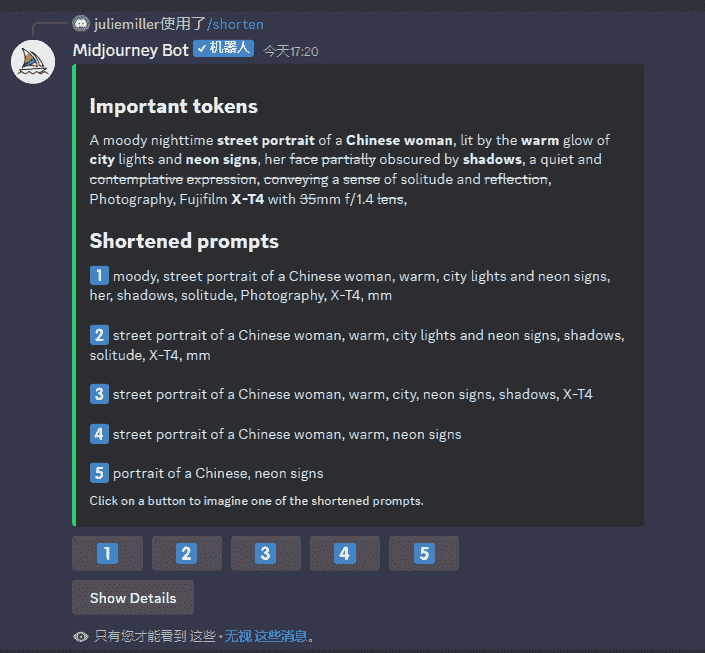 juliemiller使用了/shorten
Midjourney Bot ✓机器人 今天17:20
Important tokens
A moody nighttime street portrait of a Chinese woman, lit by the warm glow of
city lights and neon signs, her face partially obscured by shadows, a quiet and
contemplative expression, conveying a sense of solitude and reflection,
Photography, Fujifilm X-T4 with 35mm f/1.4 lens,
Shortened prompts
1 moody, street portrait of a Chinese woman, warm, city lights and neon signs,
her, shadows, solitude, Photography, X-T4, mm
2 street portrait of a Chinese woman, warm, city lights and neon signs, shadows,
solitude, X-T4, mm
3 street portrait of a Chinese woman, warm, city, neon signs, shadows, X-T4
4 street portrait of a Chinese woman, warm, neon signs
5 portrait of a Chinese, neon signs
Click on a button to imagine one of the shortened prompts.
1 2 3 4 5
Show Details
只有您才能看到 这些 · 无视 这些消息。